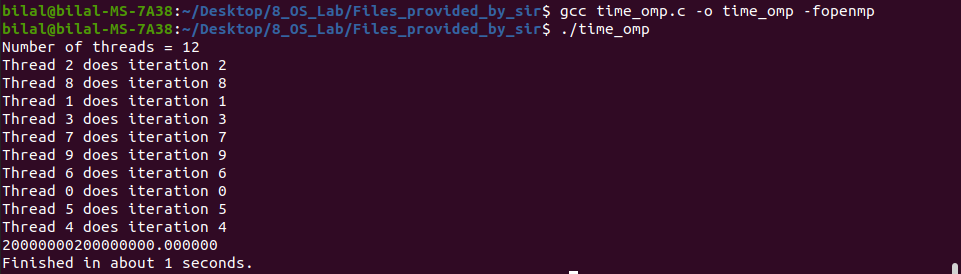 bilal@bilal-MS-7A38:~/Desktop/8_OS_Lab/Files_provided_by_sir$ gcc time_omp.c -o time_omp -fopenmp
bilal@bilal-MS-7A38:~/Desktop/8_OS_Lab/Files_provided_by_sir$ ./time_omp
Number of threads = 12
Thread 2 does iteration 2
Thread 8 does iteration 8
Thread 1 does iteration 1
Thread 3 does iteration 3
Thread 7 does iteration 7
Thread 9 does iteration 9
Thread 6 does iteration 6
Thread 0 does iteration 0
Thread 5 does iteration 5
Thread 4 does iteration 4
20000000200000000.000000
Finished in about 1 seconds.